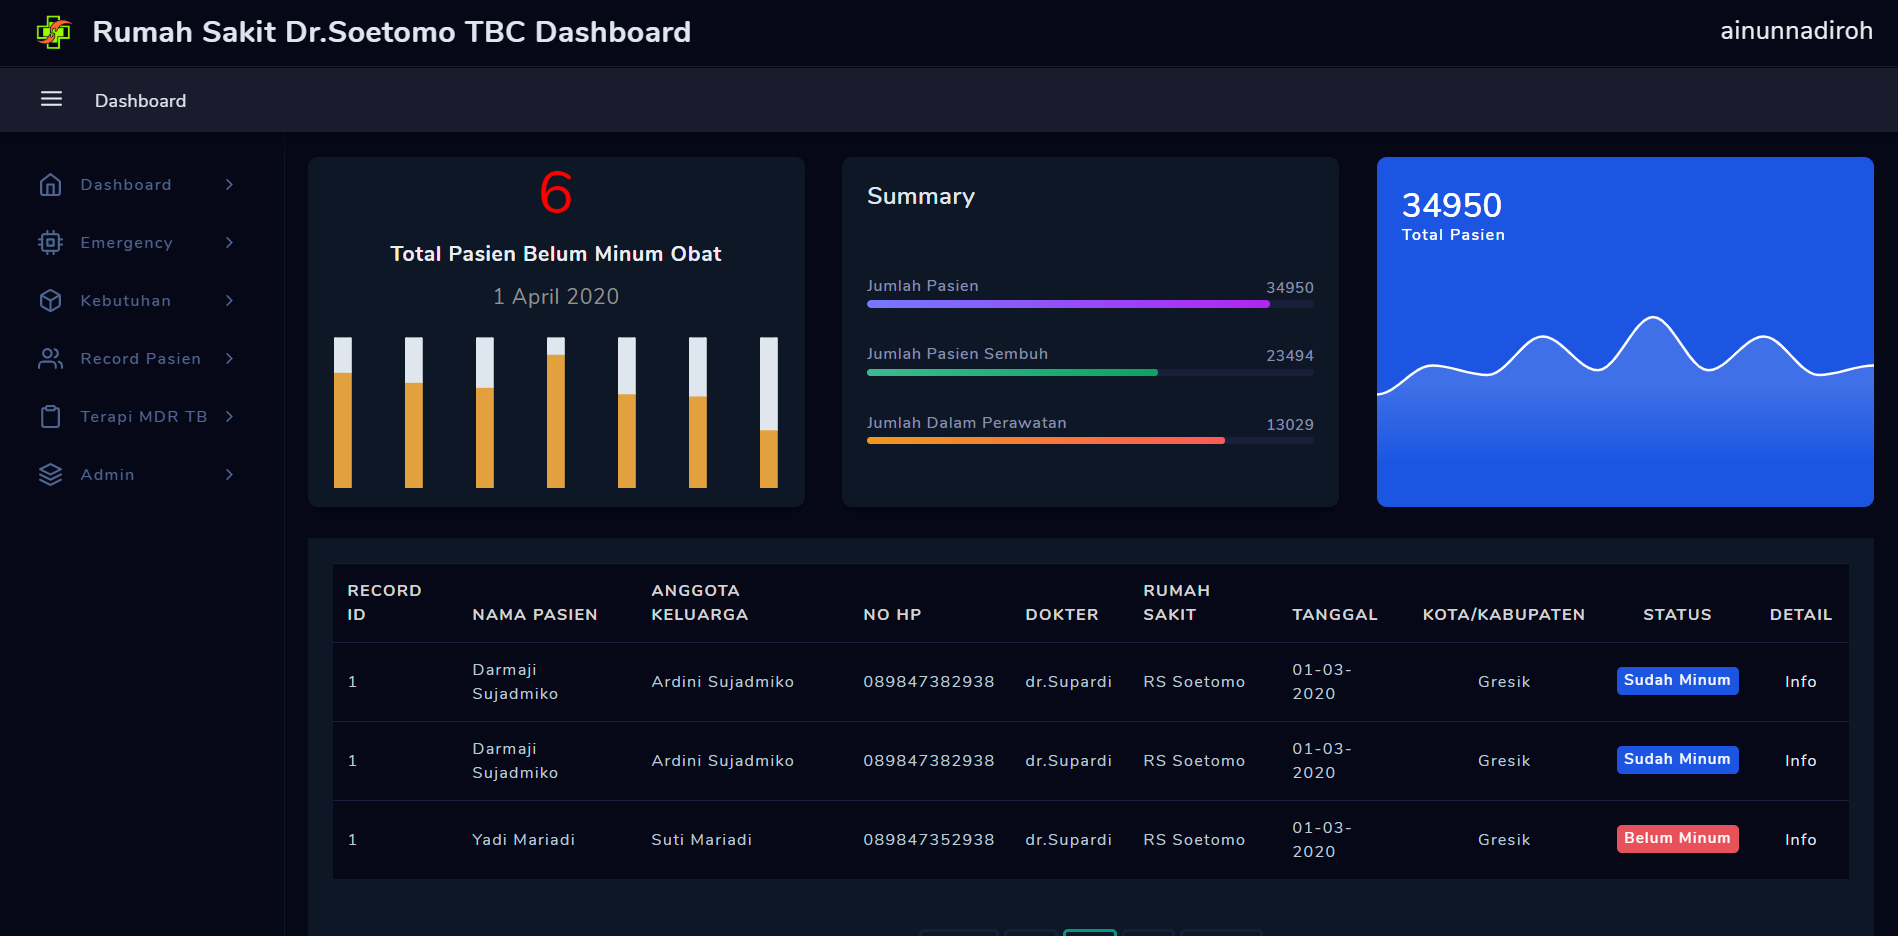 Rumah Sakit Dr.Soetomo TBC Dashboard
ainunnadiroh
Dashboard
Dashboard
Emergency
Kebutuhan
Record Pasien
Terapi MDR TB
Admin
6
Total Pasien Belum Minum Obat
1 April 2020
Summary
Jumlah Pasien 34950
Jumlah Pasien Sembuh 23494
Jumlah Dalam Perawatan 13029
34950
Total Pasien
RECORD ID NAMA PASIEN ANGGOTA KELUARGA NO HP DOKTER RUMAH SAKIT TANGGAL KOTA/KABUPATEN STATUS DETAIL
1 Darmaji Sujadmiko Ardini Sujadmiko 089847382938 dr.Supardi RS Soetomo 01-03-2020 Gresik Sudah Minum Info
1 Darmaji Sujadmiko Ardini Sujadmiko 089847382938 dr.Supardi RS Soetomo 01-03-2020 Gresik Sudah Minum Info
1 Yadi Mariadi Suti Mariadi 089847352938 dr.Supardi RS Soetomo 01-03-2020 Gresik Belum Minum Info